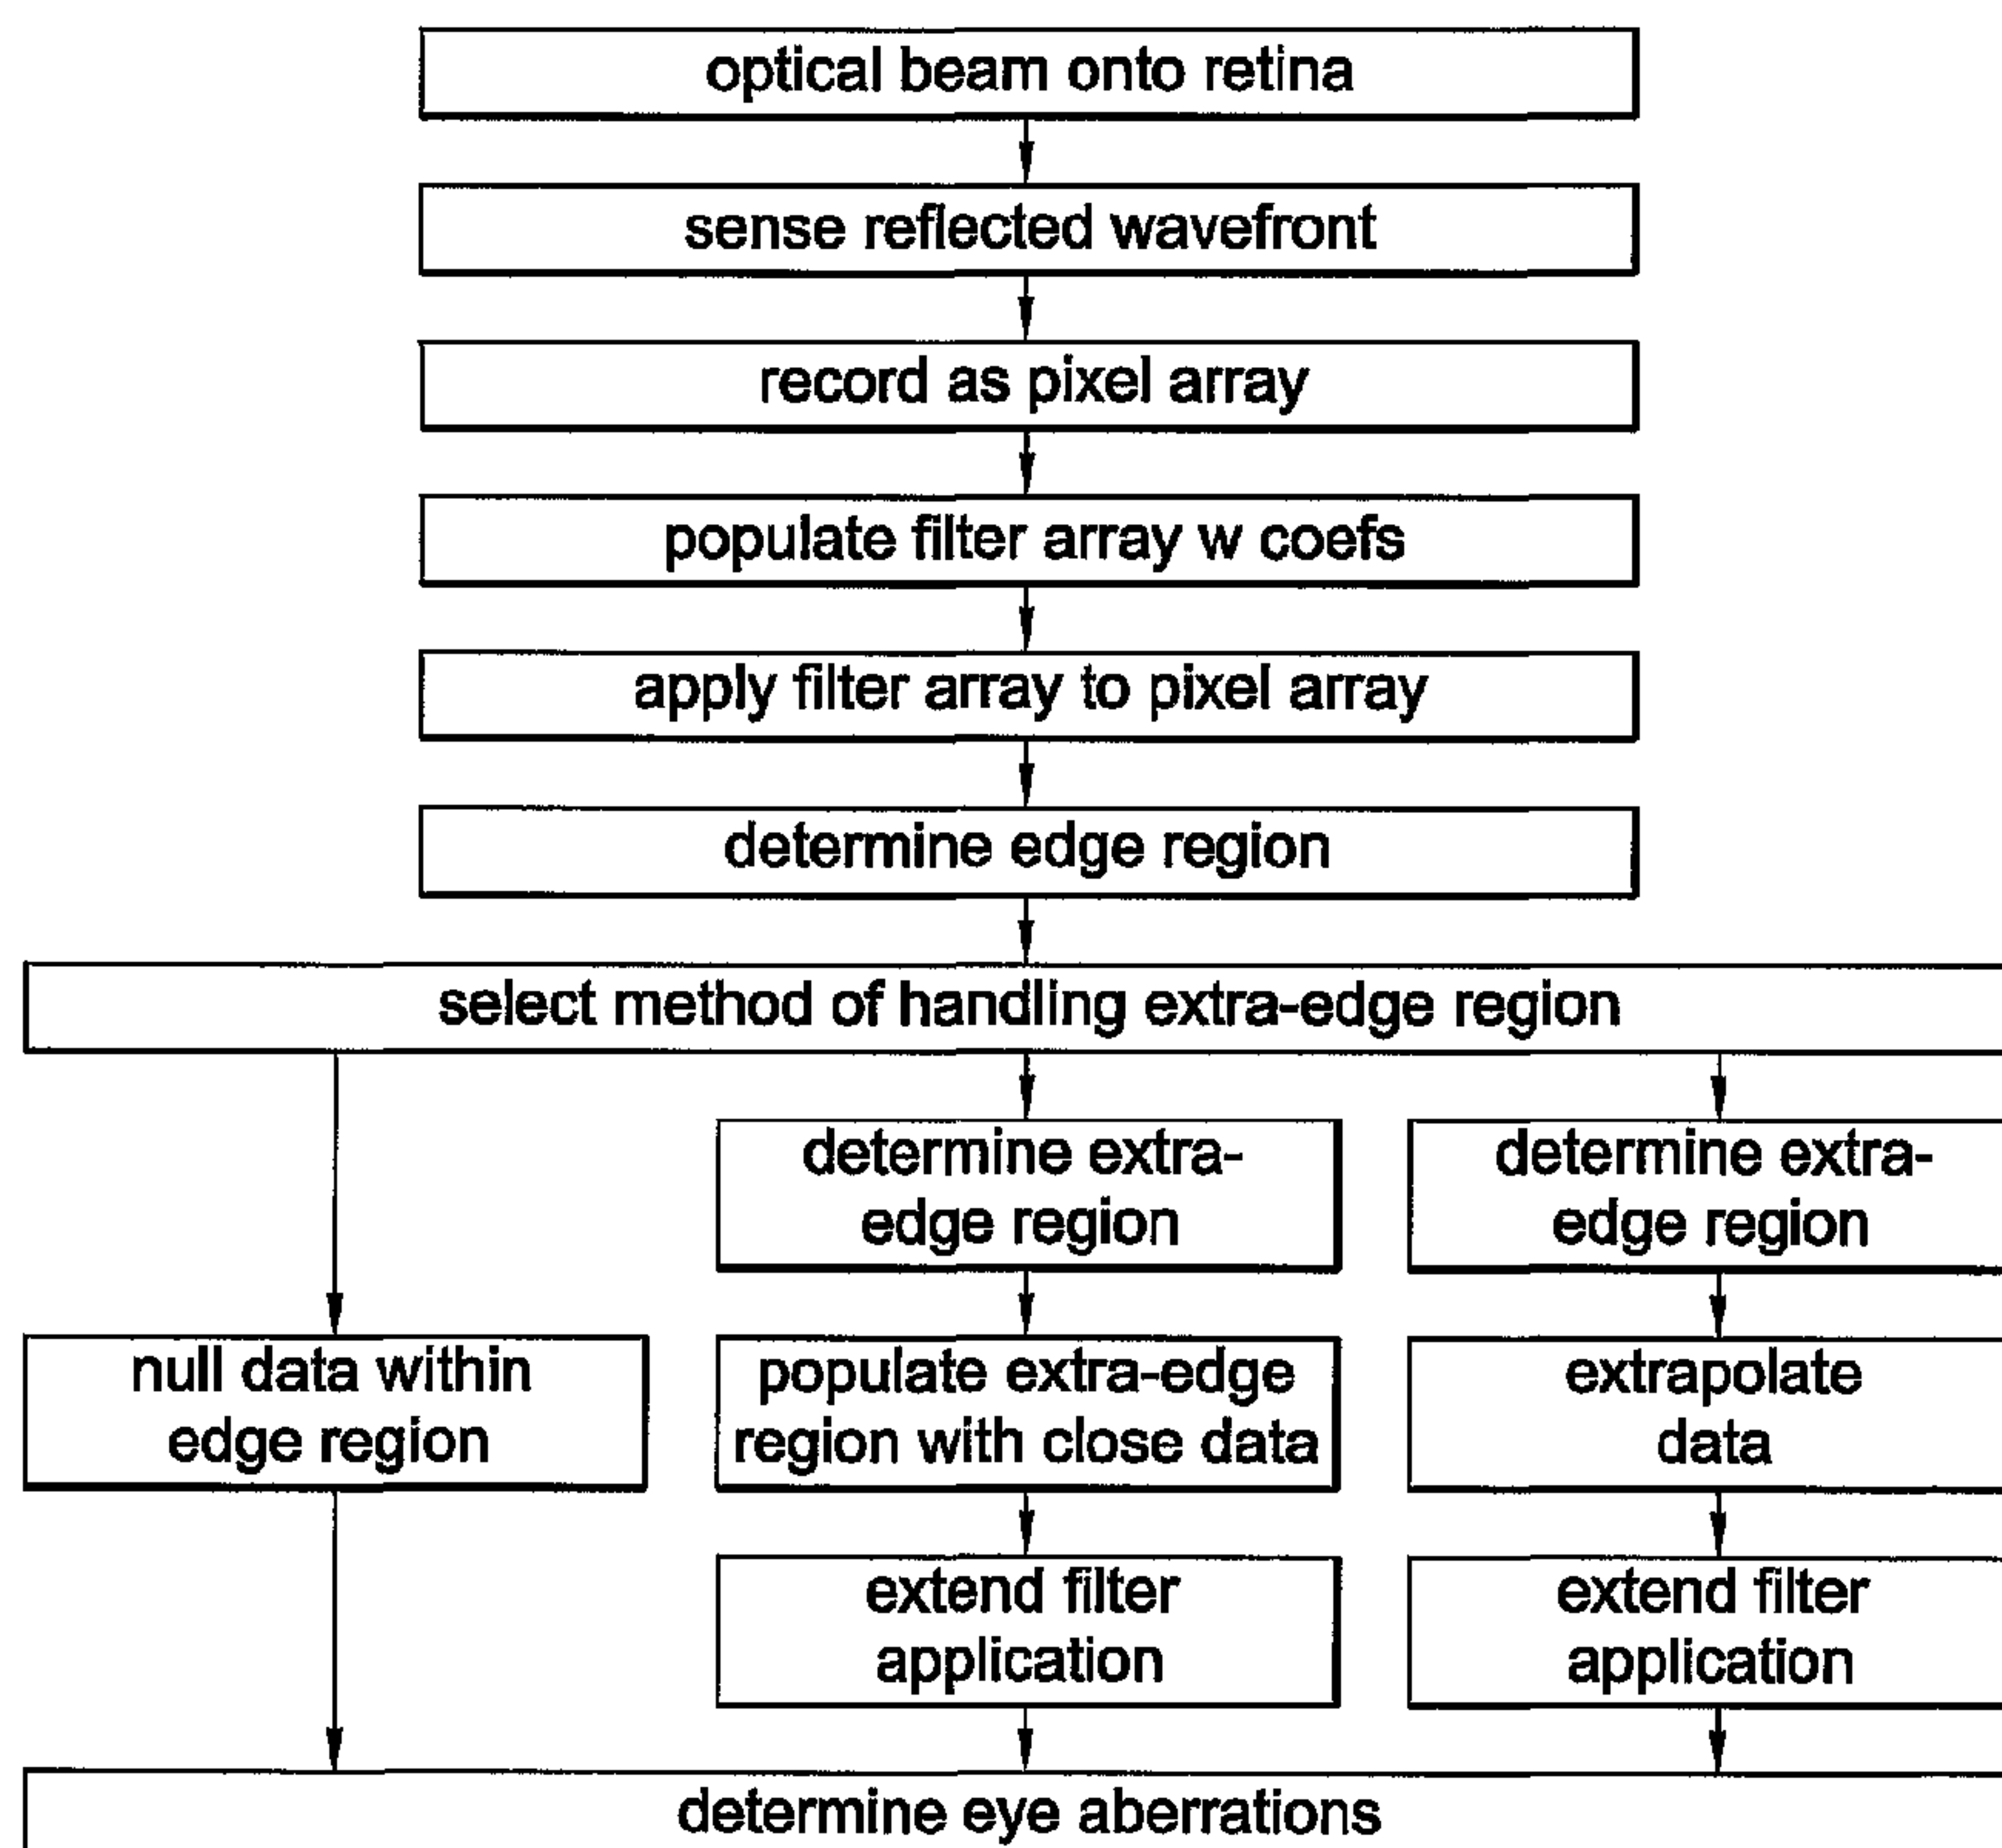 optical beam onto retina
sense reflected wavefront
record as pixel array
populate filter array w coefs
apply filter array to pixel array
determine edge region
select method of handling extra-edge region
determine extra-
edge region
determine extra-
edge region
null data within
edge region
populate extra-edge
region with close data
extrapolate
data
extend filter
application
extend filter
application
determine eye aberrations